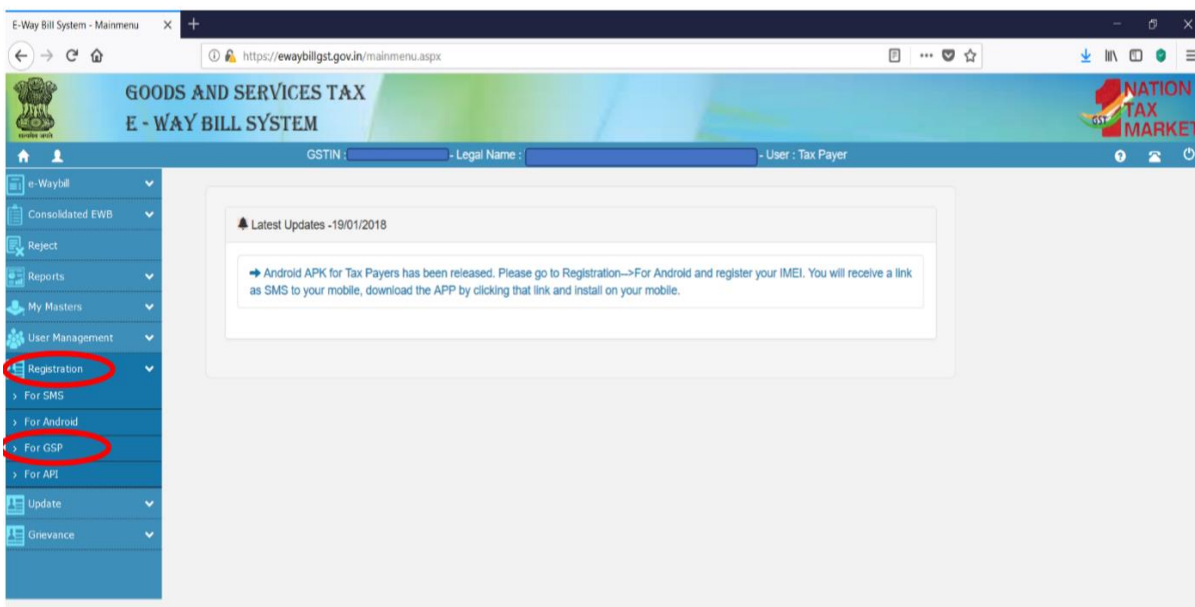 E-Way Bill System - Mainmenu
https://ewaybillgst.gov.in/mainmenu.aspx
GOODS AND SERVICES TAX
E - WAY BILL SYSTEM
1 NATION
GST TAX
MARKET
GSTIN : - Legal Name : - User : Tax Payer
e-Waybill
Consolidated EWB
Reject
Reports
My Masters
User Management
Registration
› For SMS
› For Android
› For GSP
› For API
Update
Grievance
Latest Updates -19/01/2018
➔ Android APK for Tax Payers has been released. Please go to Registration-->For Android and register your IMEI. You will receive a link
as SMS to your mobile, download the APP by clicking that link and install on your mobile.